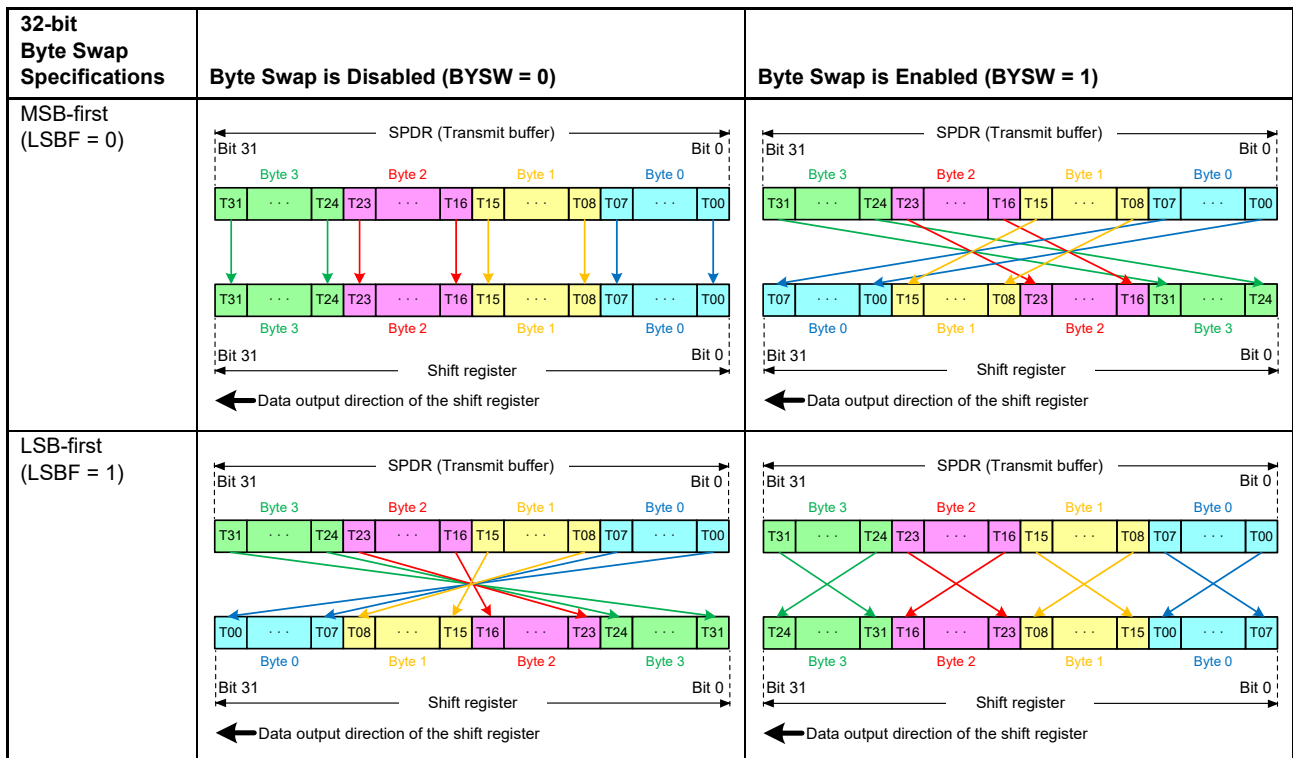 32-bit
Byte Swap
Specifications
Byte Swap is Disabled (BYSW = 0)
Byte Swap is Enabled (BYSW = 1)
MSB-first
(LSBF = 0)
SPDR (Transmit buffer)
Bit 31 Bit 0
Byte 3 Byte 2 Byte 1 Byte 0
T31 · · · T24 T23 · · · T16 T15 · · · T08 T07 · · · T00
T31 · · · T24 T23 · · · T16 T15 · · · T08 T07 · · · T00
Byte 3 Byte 2 Byte 1 Byte 0
Bit 31 Bit 0
Shift register
Data output direction of the shift register
SPDR (Transmit buffer)
Bit 31 Bit 0
Byte 3 Byte 2 Byte 1 Byte 0
T31 · · · T24 T23 · · · T16 T15 · · · T08 T07 · · · T00
T07 · · · T00 T15 · · · T08 T23 · · · T16 T31 · · · T24
Byte 0 Byte 1 Byte 2 Byte 3
Bit 31 Bit 0
Shift register
Data output direction of the shift register
LSB-first
(LSBF = 1)
SPDR (Transmit buffer)
Bit 31 Bit 0
Byte 3 Byte 2 Byte 1 Byte 0
T31 · · · T24 T23 · · · T16 T15 · · · T08 T07 · · · T00
T00 · · · T07 T08 · · · T15 T16 · · · T23 T24 · · · T31
Byte 0 Byte 1 Byte 2 Byte 3
Bit 31 Bit 0
Shift register
Data output direction of the shift register
SPDR (Transmit buffer)
Bit 31 Bit 0
Byte 3 Byte 2 Byte 1 Byte 0
T31 · · · T24 T23 · · · T16 T15 · · · T08 T07 · · · T00
T24 · · · T31 T16 · · · T23 T08 · · · T15 T00 · · · T07
Byte 3 Byte 2 Byte 1 Byte 0
Bit 31 Bit 0
Shift register
Data output direction of the shift register